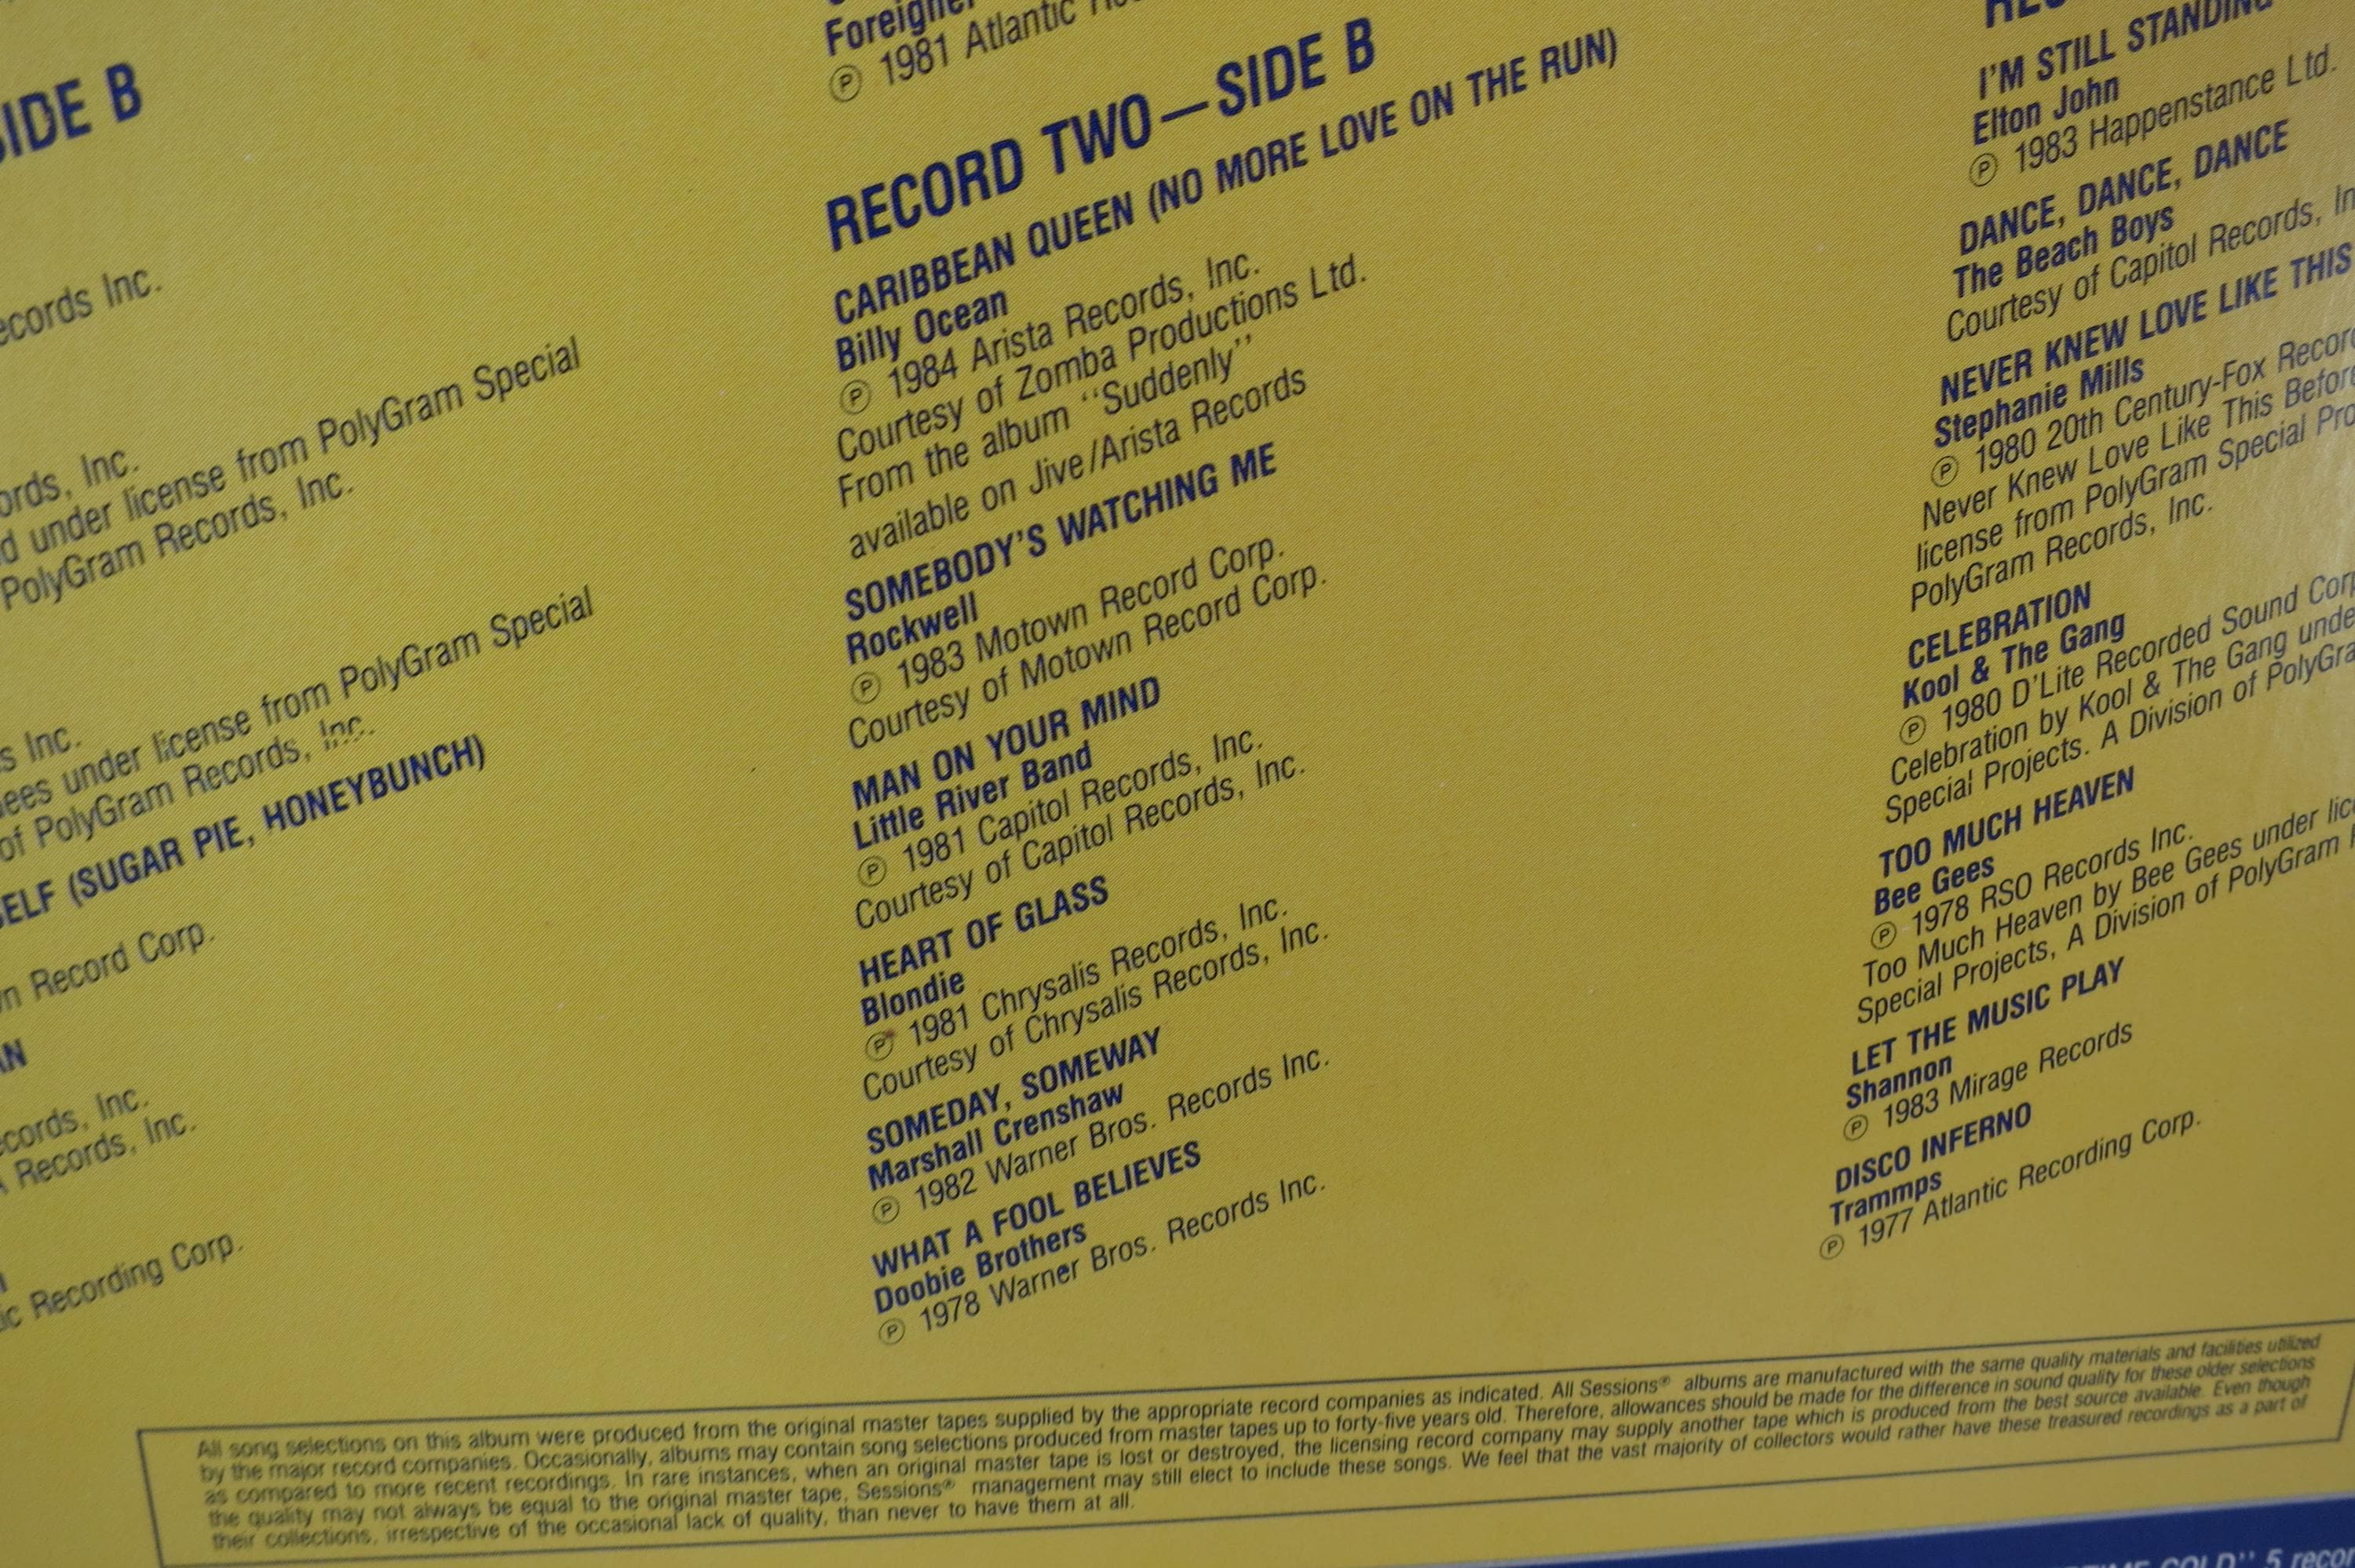 SIDE B
Records Inc.
Inc.
under license from PolyGram Special
PolyGram Records, Inc.
Inc.
under license from PolyGram Special
of PolyGram Records, Inc.
(SUGAR PIE, HONEYBUNCH)
Record Corp.
Inc.
Records, Inc.
Recording Corp.
Foreigner
Ⓟ 1981 Atlantic
RECORD TWO—SIDE B
CARIBBEAN QUEEN (NO MORE LOVE ON THE RUN)
Billy Ocean
Ⓟ 1984 Arista Records, Inc.
Courtesy of Zomba Productions Ltd.
From the album "Suddenly"
available on Jive/Arista Records
SOMEBODY'S WATCHING ME
Rockwell
Ⓟ 1983 Motown Record Corp.
Courtesy of Motown Record Corp.
MAN ON YOUR MIND
Little River Band
Ⓟ 1981 Capitol Records, Inc.
Courtesy of Capitol Records, Inc.
HEART OF GLASS
Blondie
Ⓟ 1981 Chrysalis Records, Inc.
Courtesy of Chrysalis Records, Inc.
SOMEDAY, SOMEWAY
Marshall Crenshaw
Ⓟ 1982 Warner Bros. Records Inc.
WHAT A FOOL BELIEVES
Doobie Brothers
Ⓟ 1978 Warner Bros. Records Inc.
I'M STILL STANDING
Elton John
Ⓟ 1983 Happenstance Ltd.
DANCE, DANCE, DANCE
The Beach Boys
Courtesy of Capitol Records,
NEVER KNEW LOVE LIKE THIS
Stephanie Mills
Ⓟ 1980 20th Century-Fox
Never Knew Love Like This Before
license from PolyGram Special
PolyGram Records, Inc.
CELEBRATION
Kool & The Gang
Ⓟ 1980 D'Lite Recorded Sound
Celebration by Kool & The Gang
Special Projects. A Division of
TOO MUCH HEAVEN
Bee Gees
Ⓟ 1978 RSO Records Inc.
Too Much Heaven by Bee Gees under
Special Projects, A Division of PolyGram
LET THE MUSIC PLAY
Shannon
Ⓟ 1983 Mirage Records
DISCO INFERNO
Trammps
Ⓟ 1977 Atlantic Recording Corp.
All song selections on this album were produced from the original master tapes supplied by the appropriate record companies as indicated. All Sessions® albums are manufactured with the same quality materials and facilities utilized
by the major record companies. Occasionally, albums may contain song selections produced from master tapes up to forty-five years old. Therefore, allowances should be made for the difference in sound quality for these older selections
as compared to more recent recordings. In rare instances, when an original master tape is lost or destroyed, the licensing record company may supply another tape which is produced from the best source available. Even though
the quality may not always be equal to the original master tape, Sessions® management may still elect to include these songs. We feel that the vast majority of collectors would rather have these treasured recordings as a part of
their collections, irrespective of the occasional lack of quality, than never to have them at all.